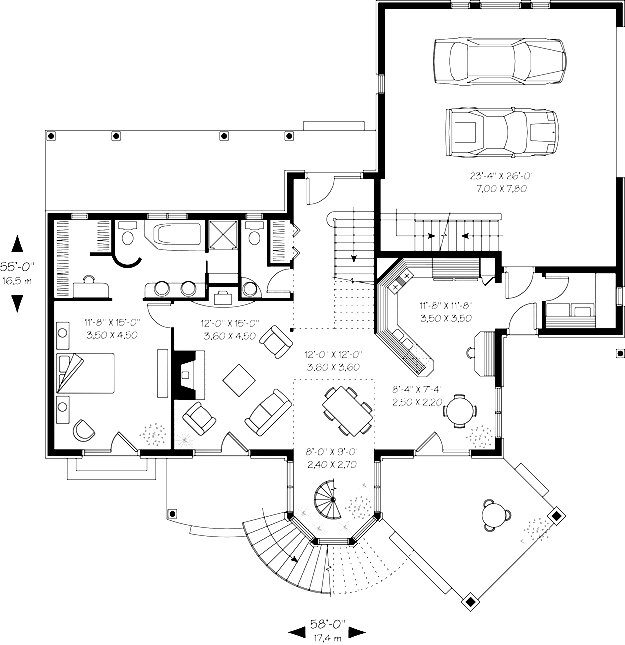 23'-4" X 26'-0"
7,00 X 7,80
55'-0"
16,5 m
11'-8" X 15'-0"
3,50 X 4,50
12'-0" X 15'-0"
3,60 X 4,50
11'-8" X 11'-8"
3,50 X 3,50
12'-0" X 12'-0"
3,60 X 3,60
8'-4" X 7'-4"
2,50 X 2,20
8'-0" X 9'-0"
2,40 X 2,70
58'-0"
17,4 m